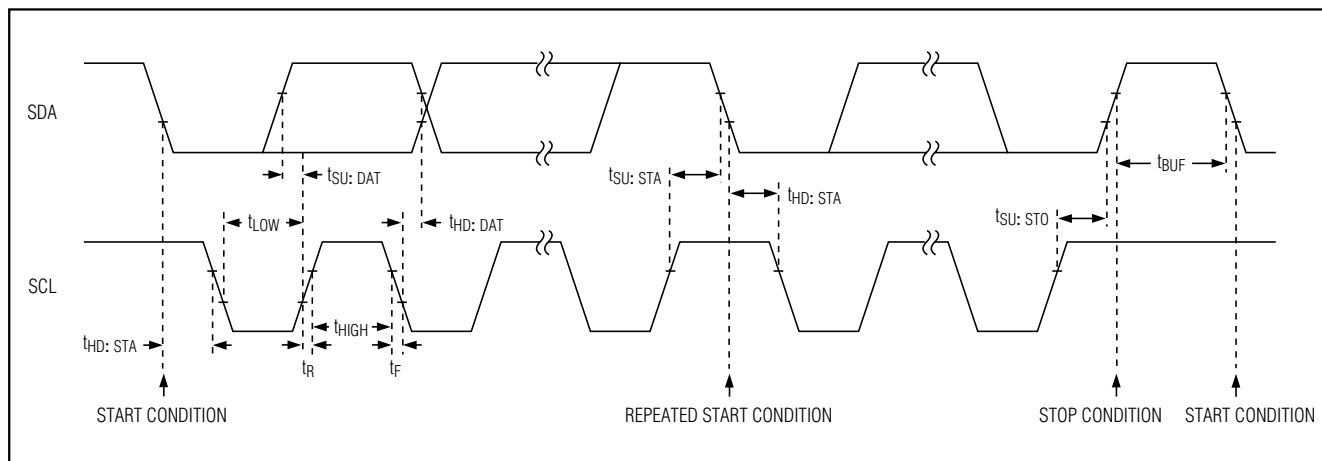 SDA
tSU: DAT
tLOW
tHD: DAT
tSU: STA
tHD: STA
tBUF
tSU: STO
SCL
tHD: STA
tR
tHIGH
tF
START CONDITION
REPEATED START CONDITION
STOP CONDITION
START CONDITION